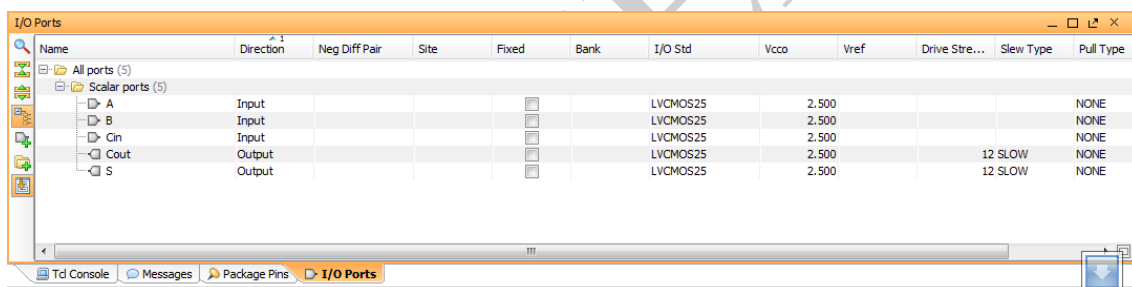 I/O Ports
Name Direction 1 Neg Diff Pair Site Fixed Bank I/O Std Vcco Vref Drive Stre... Slew Type Pull Type
All ports (5)
Scalar ports (5)
A Input LVCMOS25 2.500 NONE
B Input LVCMOS25 2.500 NONE
Cin Input LVCMOS25 2.500 NONE
Cout Output LVCMOS25 2.500 12 SLOW NONE
S Output LVCMOS25 2.500 12 SLOW NONE
Tcl Console Messages Package Pins I/O Ports